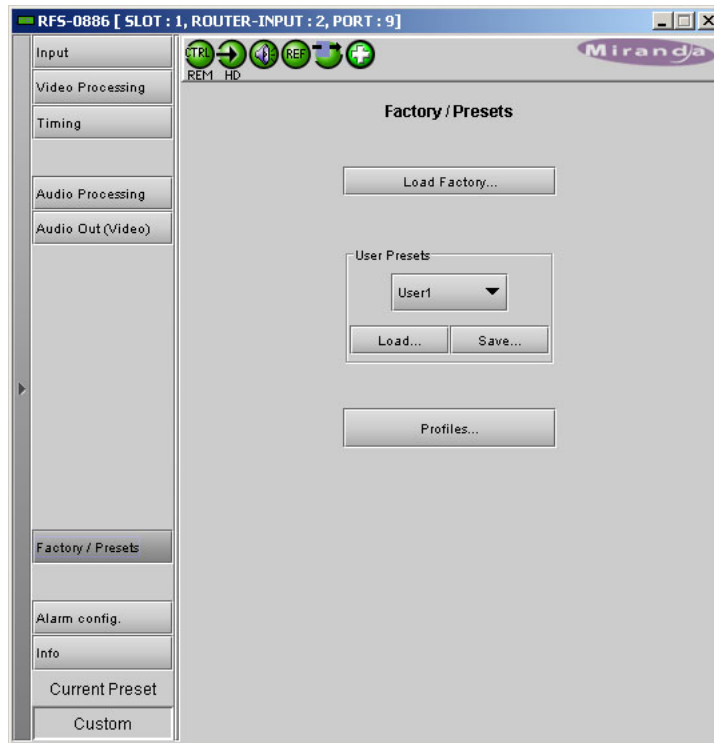 RFS-0886 [ SLOT : 1, ROUTER-INPUT : 2, PORT : 9]
Input
Video Processing
Timing
Audio Processing
Audio Out (Video)
Factory / Presets
Alarm config.
Info
Current Preset
Custom
CTRL
REF
REM HD
Miranda
Factory / Presets
Load Factory...
User Presets
User1
Load... Save...
Profiles...